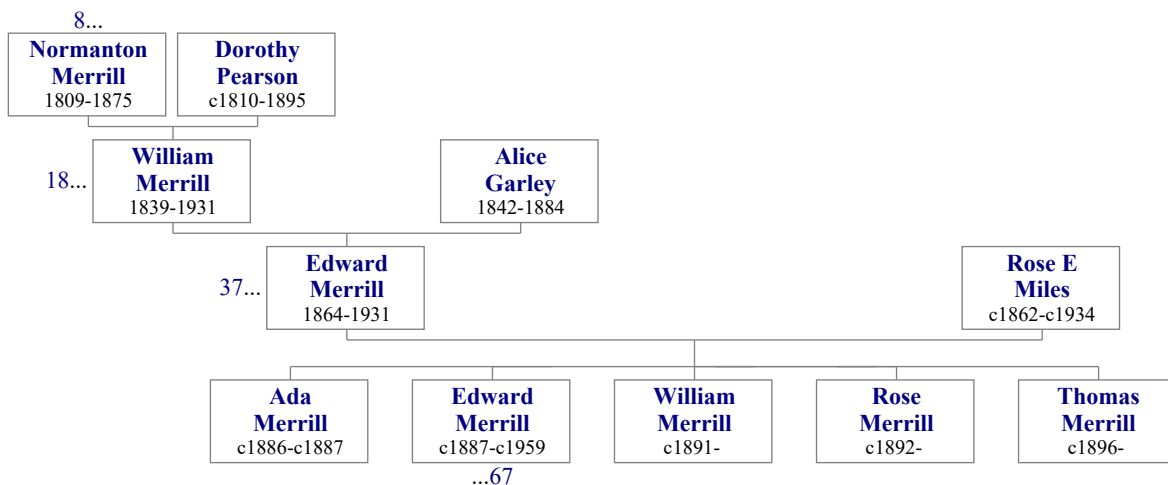 8...
Normanton
Merrill
1809-1875
Dorothy
Pearson
c1810-1895
18...
William
Merrill
1839-1931
Alice
Garley
1842-1884
37...
Edward
Merrill
1864-1931
Rose E
Miles
c1862-c1934
Ada
Merrill
c1886-c1887
Edward
Merrill
c1887-c1959
...67
William
Merrill
c1891-
Rose
Merrill
c1892-
Thomas
Merrill
c1896-